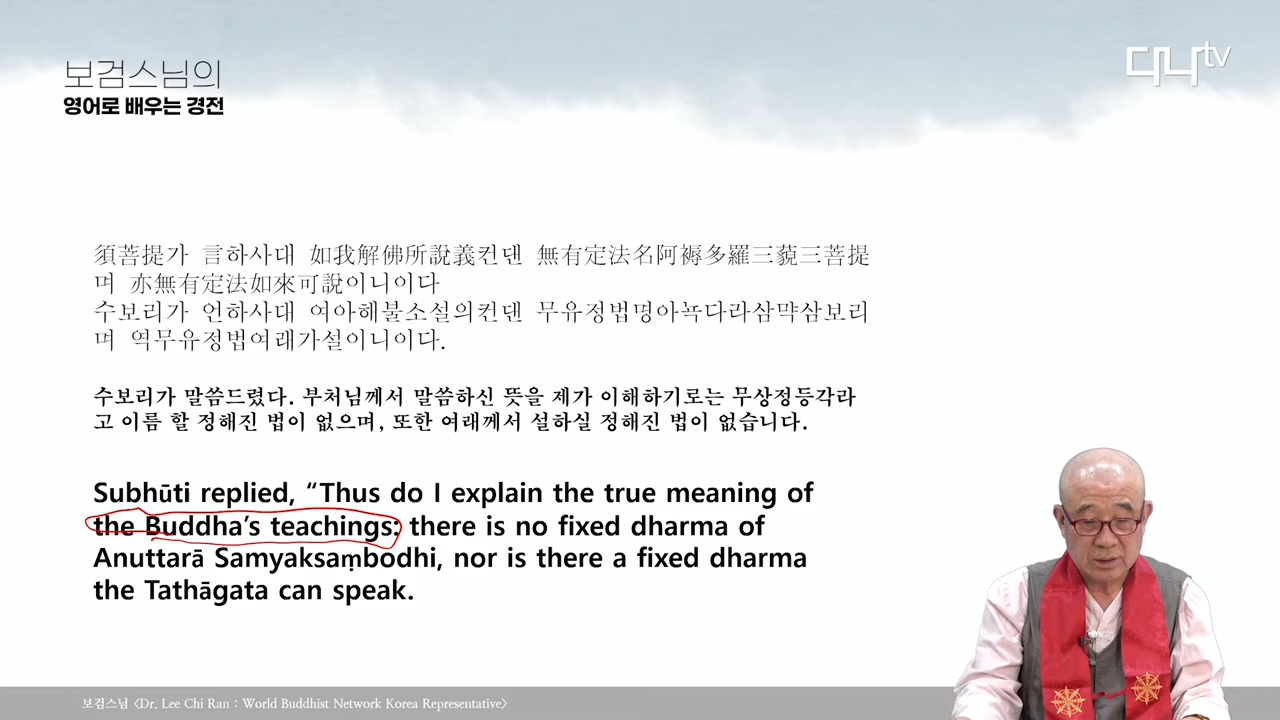 보검스님의
영어로 배우는 경전
다나tv
須菩提가 言하사대 如我解佛所說義컨덴 無有定法名阿褥多羅三藐三菩提
며 亦無有定法如來可說이니이다
수보리가 언하사대 여아해불소설의컨덴 무유정법명아뇩다라삼먁삼보리
며 역무유정법여래가설이니이다.
수보리가 말씀드렸다. 부처님께서 말씀하신 뜻을 제가 이해하기로는 무상정등각라
고 이름 할 정해진 법이 없으며, 또한 여래께서 설하실 정해진 법이 없습니다.
Subhūti replied, “Thus do I explain the true meaning of
the Buddha’s teachings: there is no fixed dharma of
Anuttarā Samyaksaṃbodhi, nor is there a fixed dharma
the Tathāgata can speak.
보검스님 〈Dr. Lee Chi Ran : World Buddhist Network Korea Representative〉